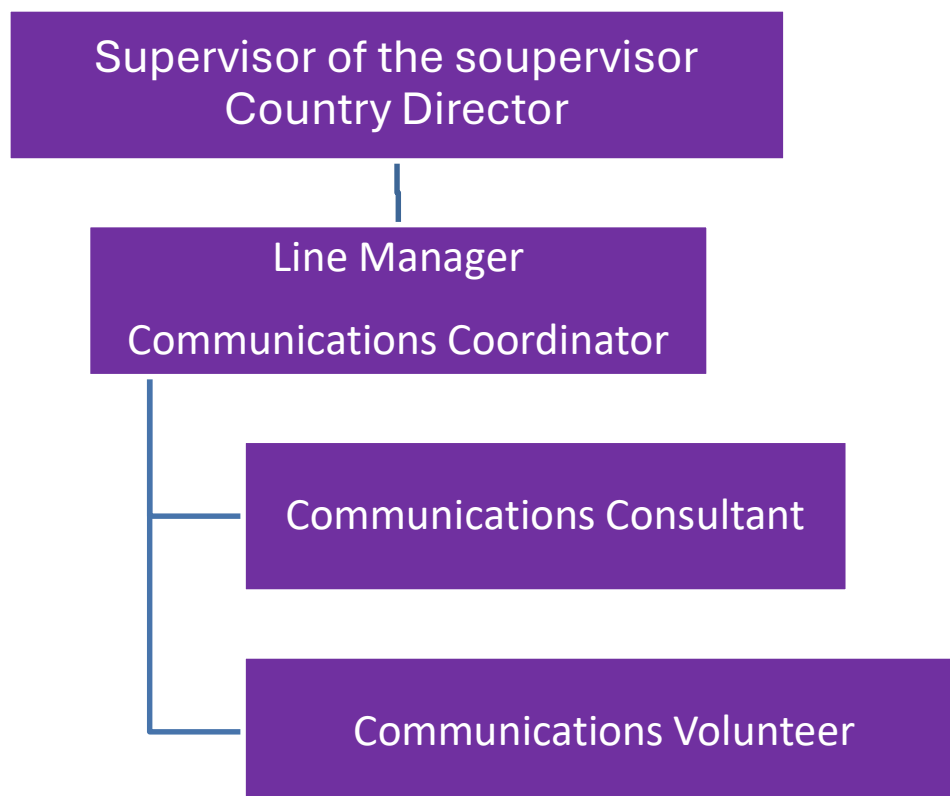 Supervisor of the soupervisor
Country Director
Line Manager
Communications Coordinator
Communications Consultant
Communications Volunteer